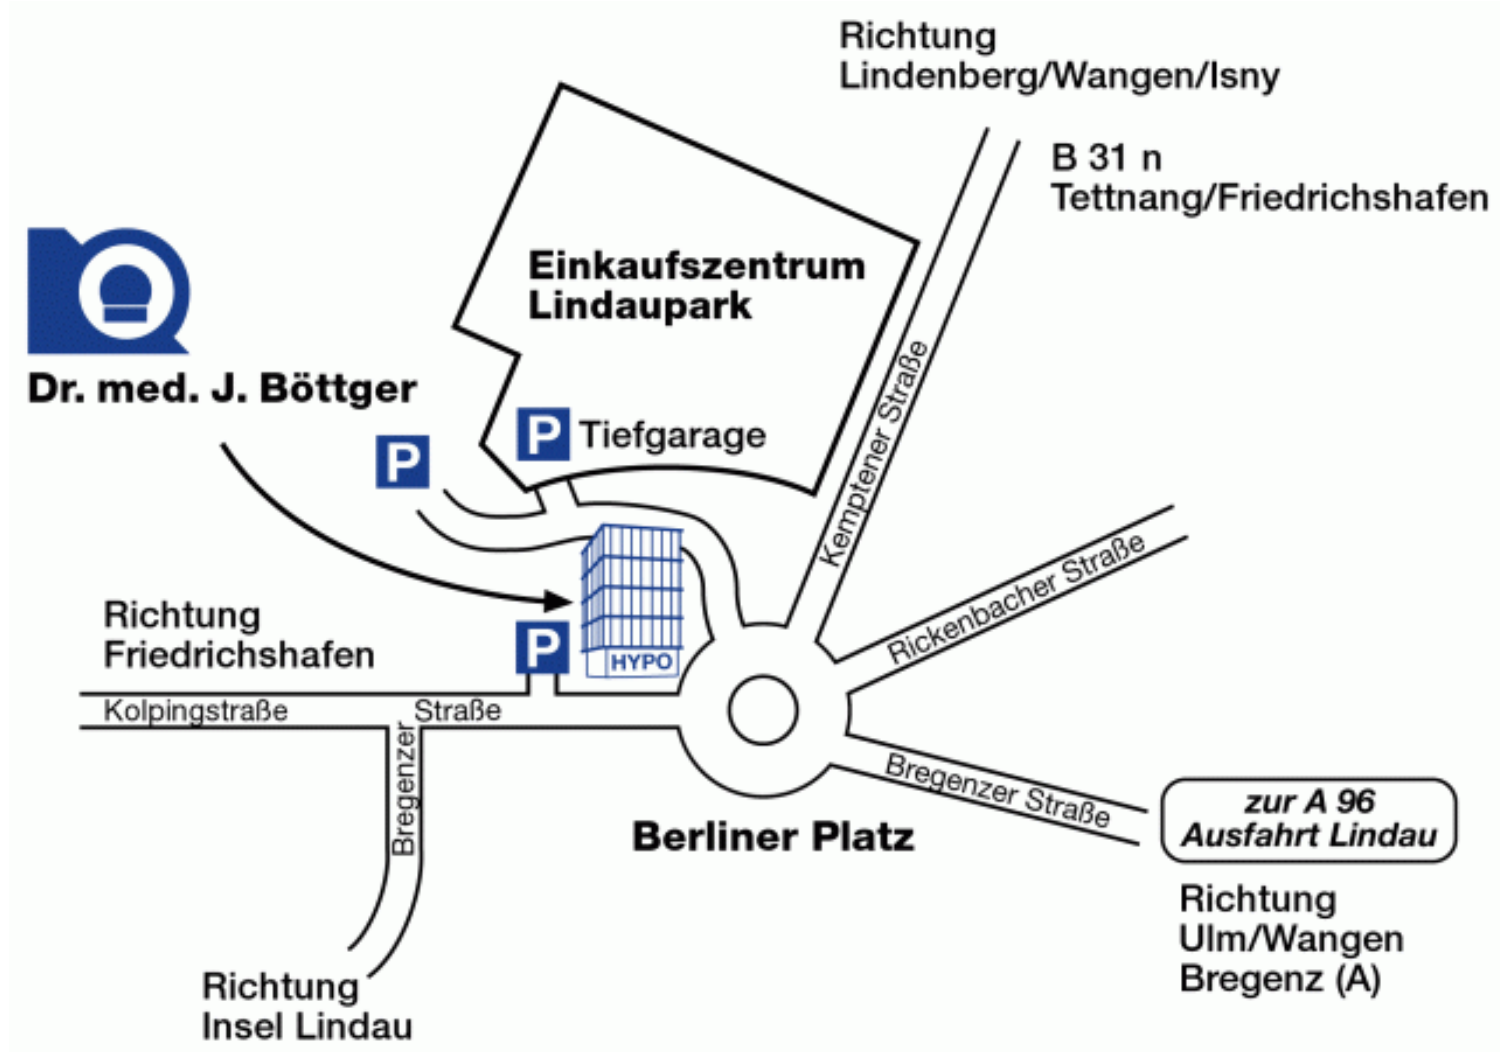 Richtung
Lindenberg/Wangen/Isny
B 31 n
Tettnang/Friedrichshafen
Einkaufszentrum
Lindaupark
Dr. med. J. Böttger
P
P Tiefgarage
Kemptener Straße
Rickenbacher Straße
Richtung
Friedrichshafen
P
HYPO
Kolpingstraße
Bregenzer Straße
Bregenzer Straße
Berliner Platz
zur A 96
Ausfahrt Lindau
Richtung
Ulm/Wangen
Bregenz (A)
Richtung
Insel Lindau